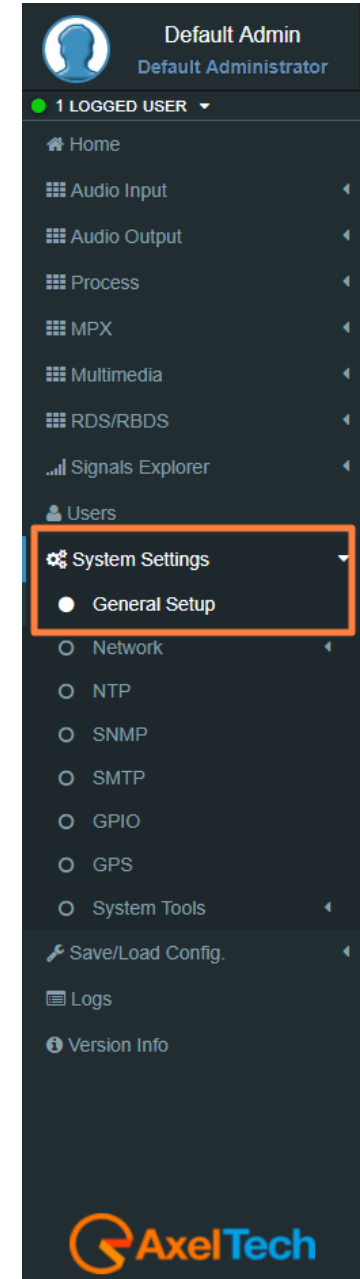 Default Admin
Default Administrator
1 LOGGED USER
Home
Audio Input
Audio Output
Process
MPX
Multimedia
RDS/RBDS
Signals Explorer
Users
System Settings
General Setup
Network
NTP
SNMP
SMTP
GPIO
GPS
System Tools
Save/Load Config.
Logs
Version Info
AxelTech